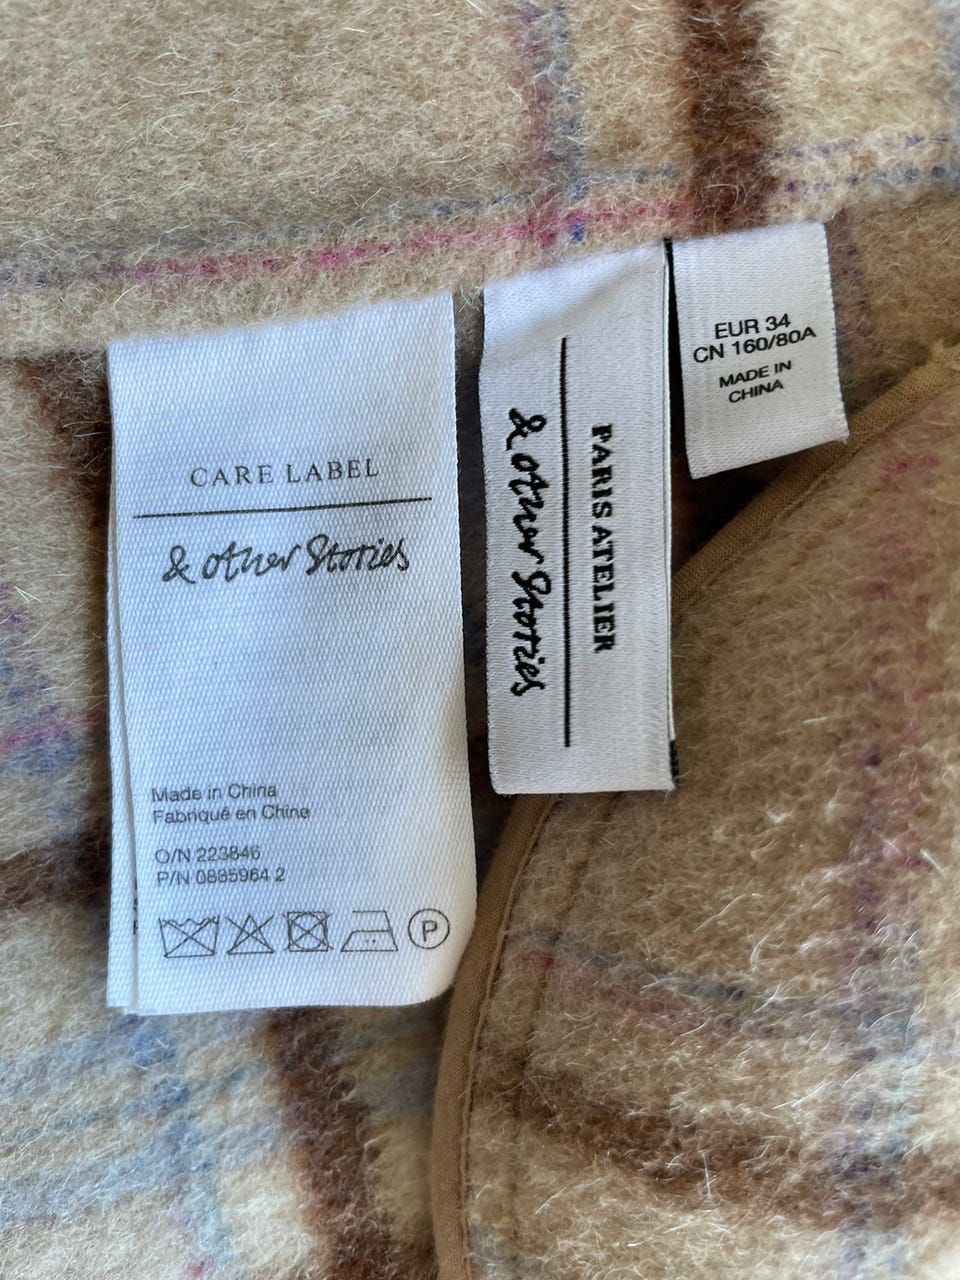 CARE LABEL
& other Stories
Made in China
Fabriqué en Chine
O/N 223846
P/N 0885964 2
P
PARIS ATELIER
& other Stories
EUR 34
CN 160/80A
MADE IN
CHINA